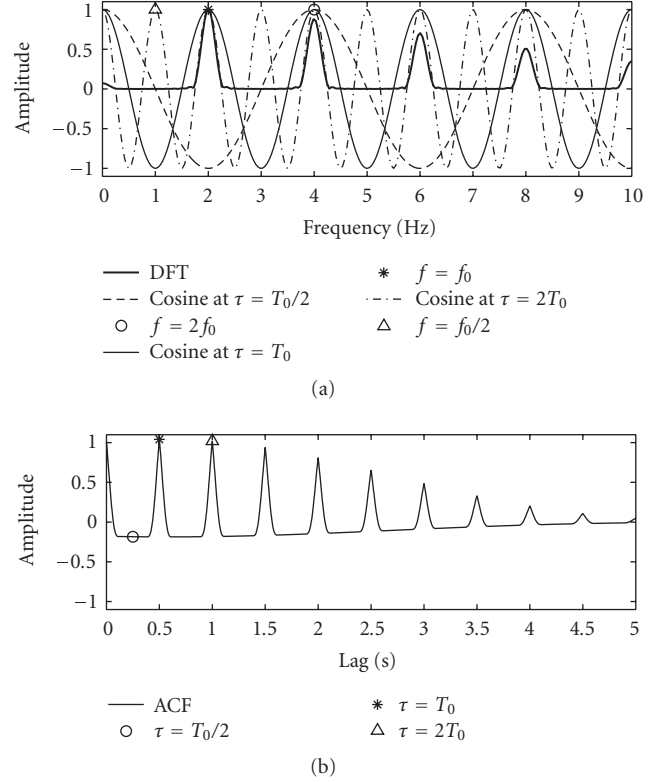 1
0.5
0
−0.5
−1
Amplitude
0 1 2 3 4 5 6 7 8 9 10
Frequency (Hz)
DFT
f = f0
Cosine at τ = T0/2
Cosine at τ = 2T0
f = 2f0
f = f0/2
Cosine at τ = T0
(a)
1
0.5
0
−0.5
−1
Amplitude
0 0.5 1 1.5 2 2.5 3 3.5 4 4.5 5
Lag (s)
ACF
τ = T0
τ = T0/2
τ = 2T0
(b)